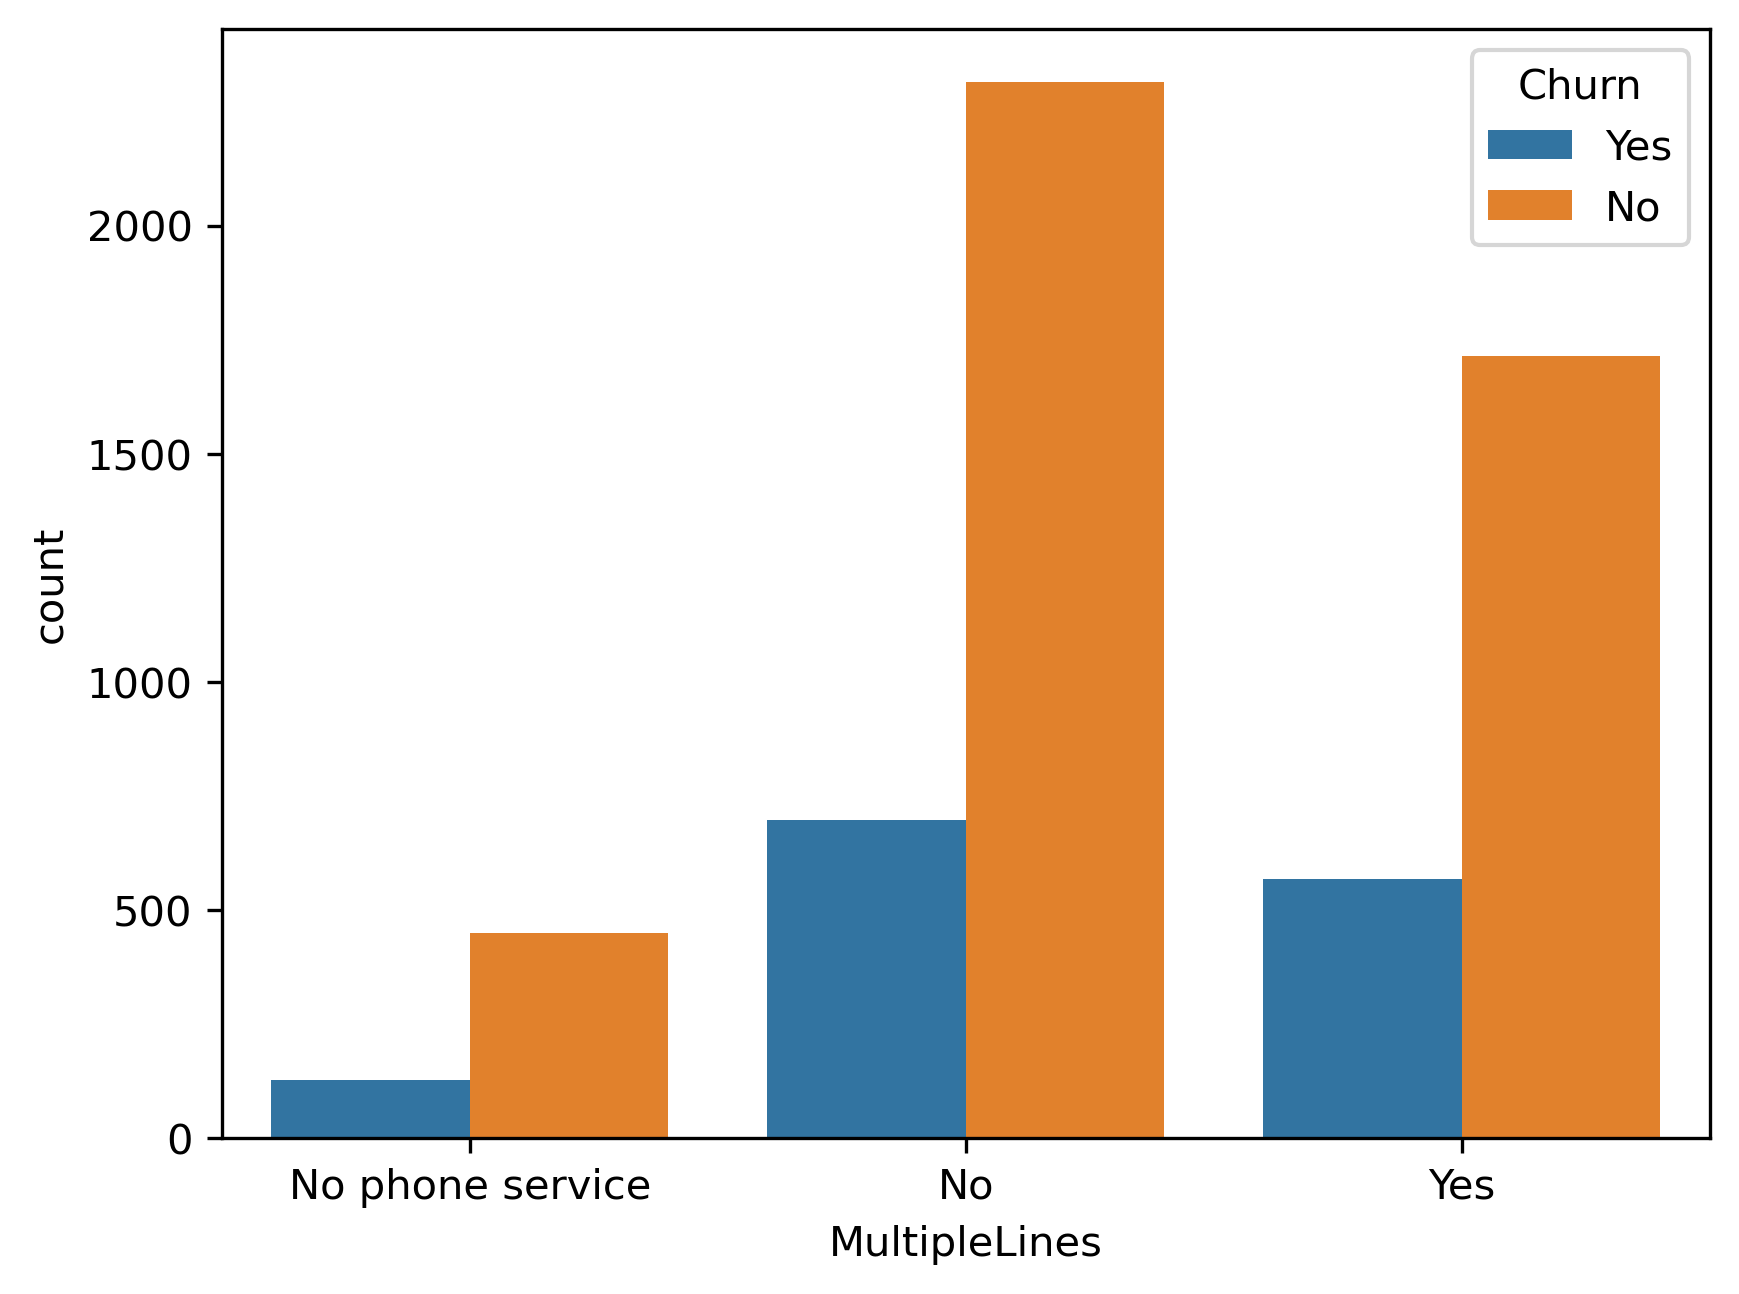 Churn
Yes
No
2000
1500
1000
500
0
count
No phone service
No
Yes
MultipleLines